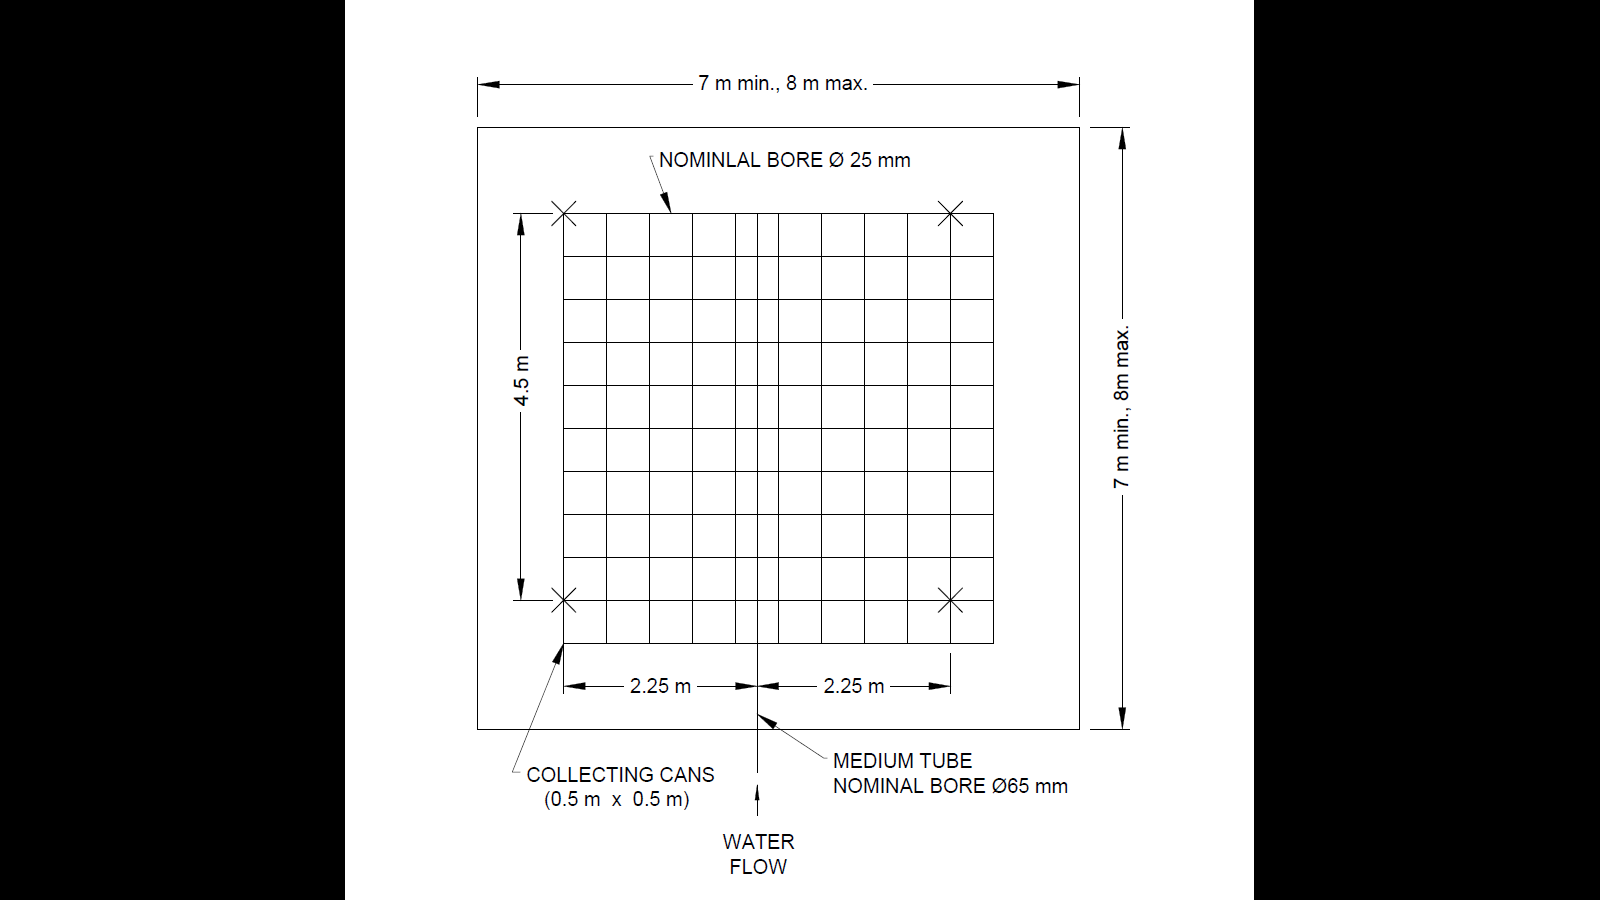 7 m min., 8 m max.
NOMINLAL BORE Ø 25 mm
4.5 m
7 m min., 8m max.
2.25 m
2.25 m
COLLECTING CANS
(0.5 m x 0.5 m)
MEDIUM TUBE
NOMINAL BORE Ø65 mm
WATER
FLOW